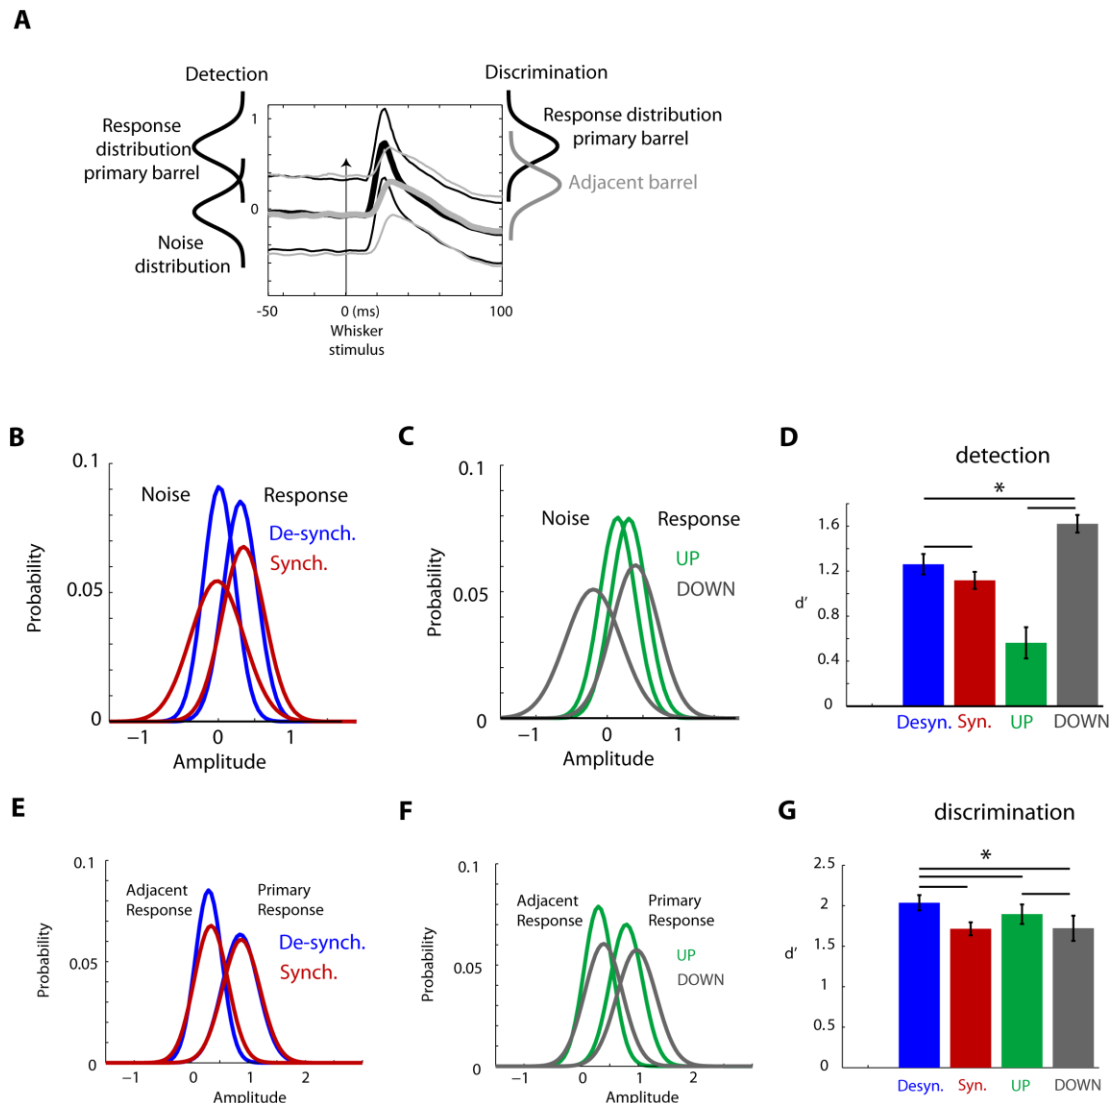 A
Detection
Discrimination
Response
distribution
primary barrel
Noise
distribution
1
0
-50
0 (ms)
100
Whisker
stimulus
Response distribution
primary barrel
Adjacent barrel
B
0.1
0.05
0
Probability
Noise
Response
De-synch.
Synch.
−1
0
1
Amplitude
C
0.1
0.05
0
Probability
Noise
Response
UP
DOWN
−1
0
1
Amplitude
D
detection
*
1.6
1.2
0.8
0.4
0
d′
Desyn.
Syn.
UP
DOWN
E
0.1
0.05
0
Probability
Adjacent
Response
Primary
Response
De-synch.
Synch.
−1
0
1
2
Amplitude
F
0.1
0.05
0
Probability
Adjacent
Response
Primary
Response
UP
DOWN
−1
0
1
2
Amplitude
G
discrimination
*
2.5
2
1.5
1
0.5
0
d′
Desyn.
Syn.
UP
DOWN